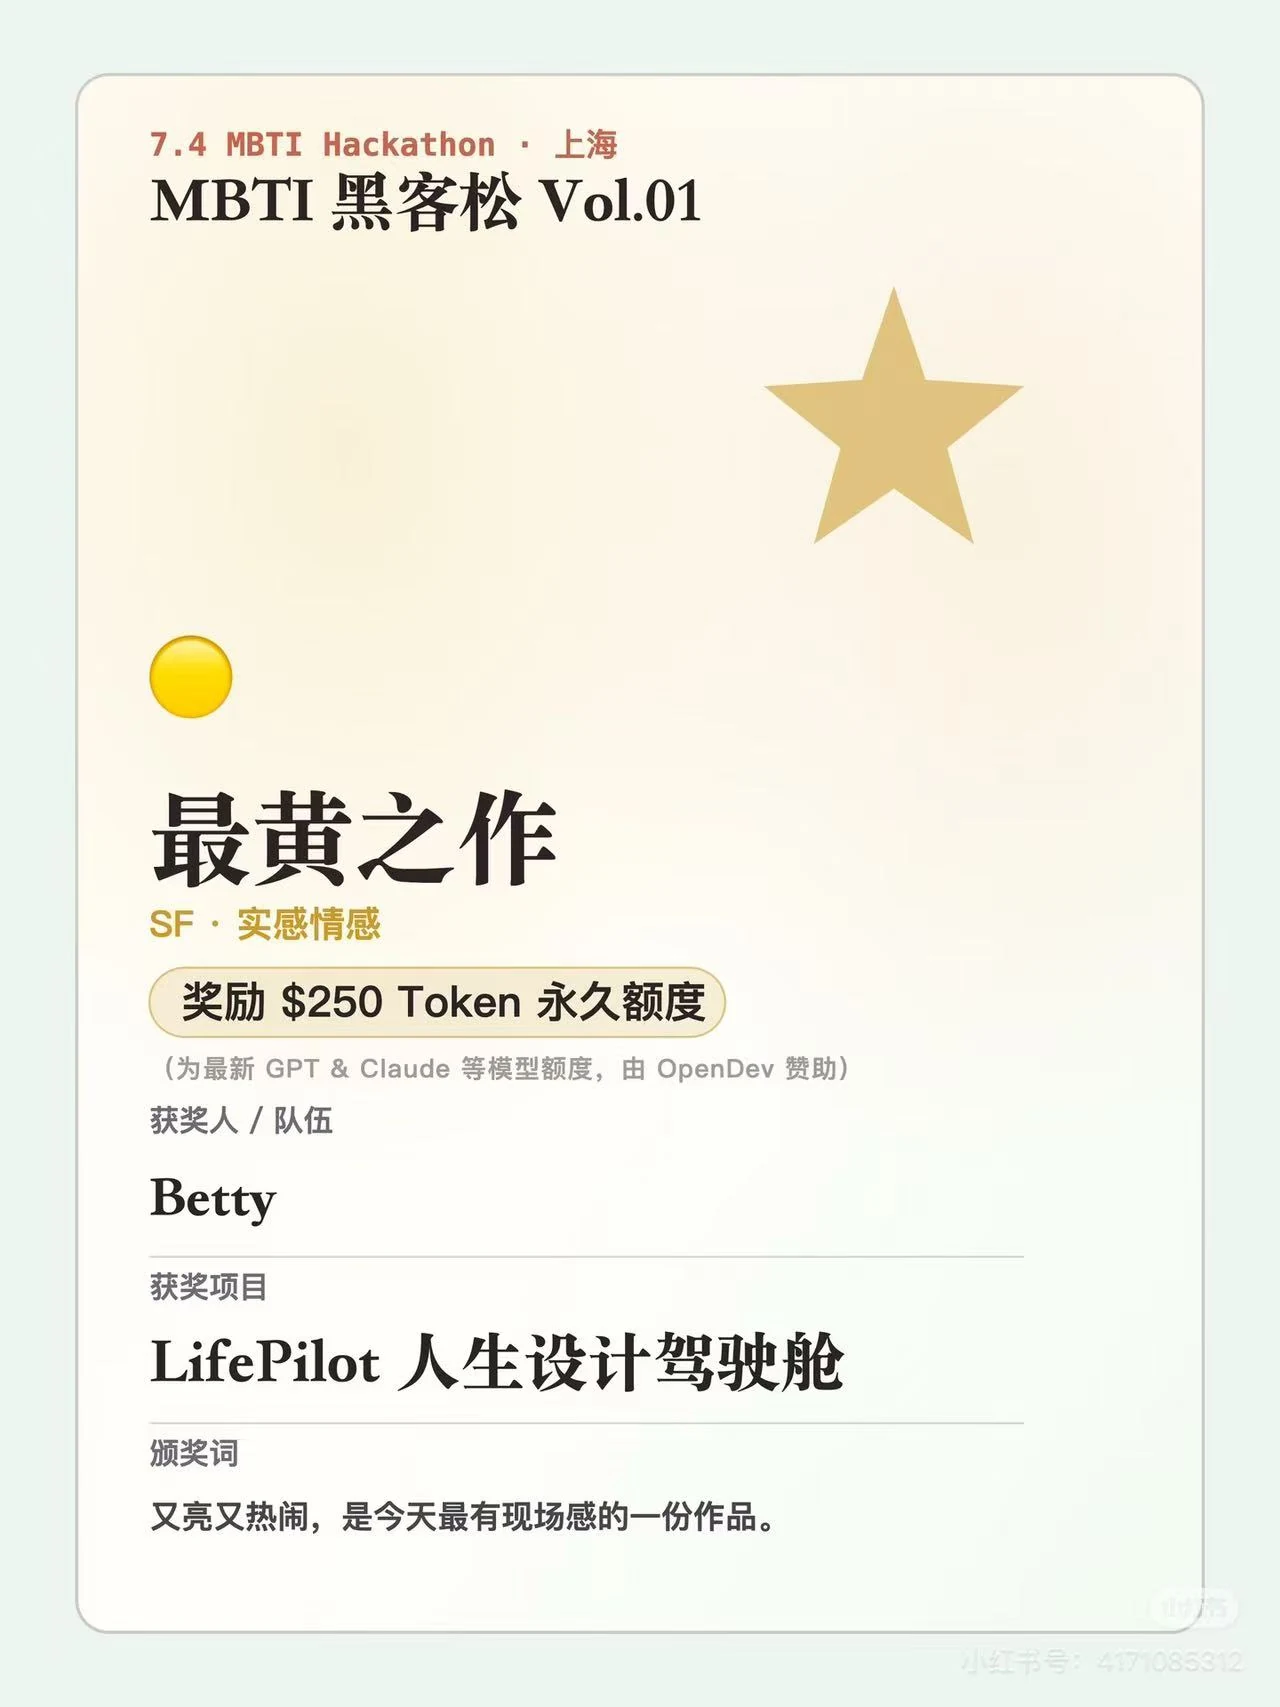 7.4 MBTI Hackathon · 上海
MBTI 黑客松 Vol.01
最黄之作
SF · 实感情感
奖励 $250 Token 永久额度
（为最新 GPT & Claude 等模型额度，由 OpenDev 赞助）
获奖人 / 队伍
Betty
获奖项目
LifePilot 人生设计驾驶舱
颁奖词
又亮又热闹，是今天最有现场感的一份作品。
小红书号：4171085312